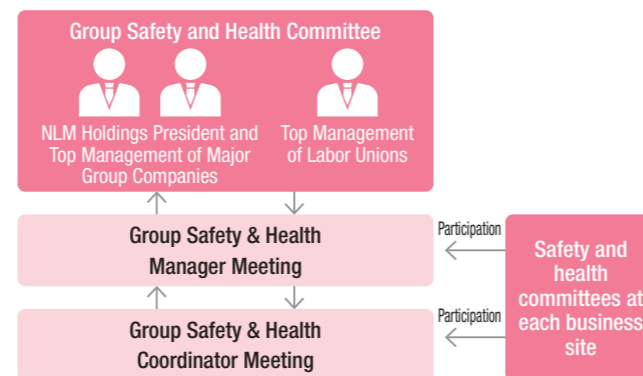 Group Safety and Health Committee
NLM Holdings President and
Top Management of Major
Group Companies
Top Management
of Labor Unions
Group Safety & Health
Manager Meeting
Participation
Group Safety & Health
Coordinator Meeting
Participation
Safety and
health
committees at
each business
site